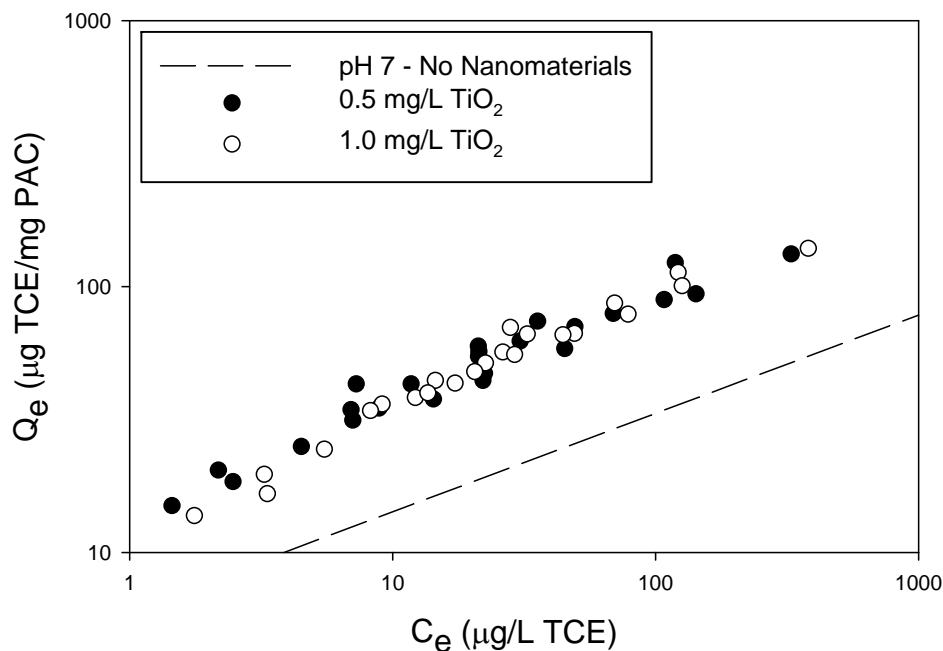 1000
pH 7 - No Nanomaterials
0.5 mg/L TiO2
1.0 mg/L TiO2
Qe (μg TCE/mg PAC)
100
10
1 10 100 1000
Ce (μg/L TCE)